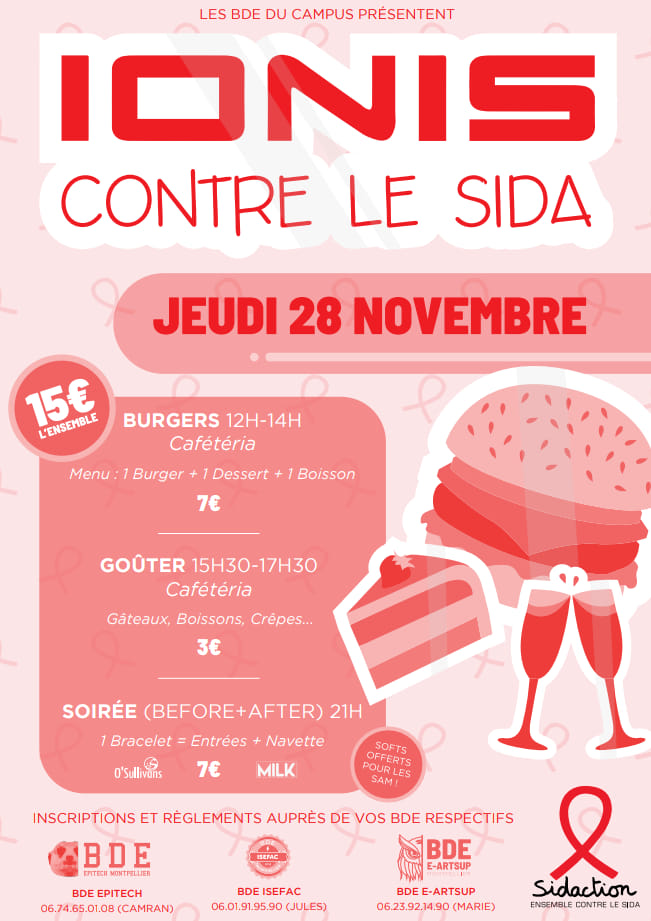 LES BDE DU CAMPUS PRÉSENTENT
IONIS
CONTRE LE SIDA
JEUDI 28 NOVEMBRE
15€
L'ENSEMBLE
BURGERS 12H-14H
Cafétéria
Menu : 1 Burger + 1 Dessert + 1 Boisson
7€
GOÛTER 15H30-17H30
Cafétéria
Gâteaux, Boissons, Crêpes...
3€
SOIRÉE (BEFORE+AFTER) 21H
1 Bracelet = Entrées + Navette
O'Sullivans
7€
MILK
SOFTS
OFFERTS
POUR LES
SAM !
INSCRIPTIONS ET RÈGLEMENTS AUPRÈS DE VOS BDE RESPECTIFS
BDE
EPITECH MONTPELLIER
BDE EPITECH
06.74.65.01.08 (CAMRAN)
ISEFAC
BDE ISEFAC
06.01.91.95.90 (JULES)
BDE
E-ARTSUP
MONTPELLIER
BDE E-ARTSUP
06.23.92.14.90 (MARIE)
Sidaction
ENSEMBLE CONTRE LE SIDA